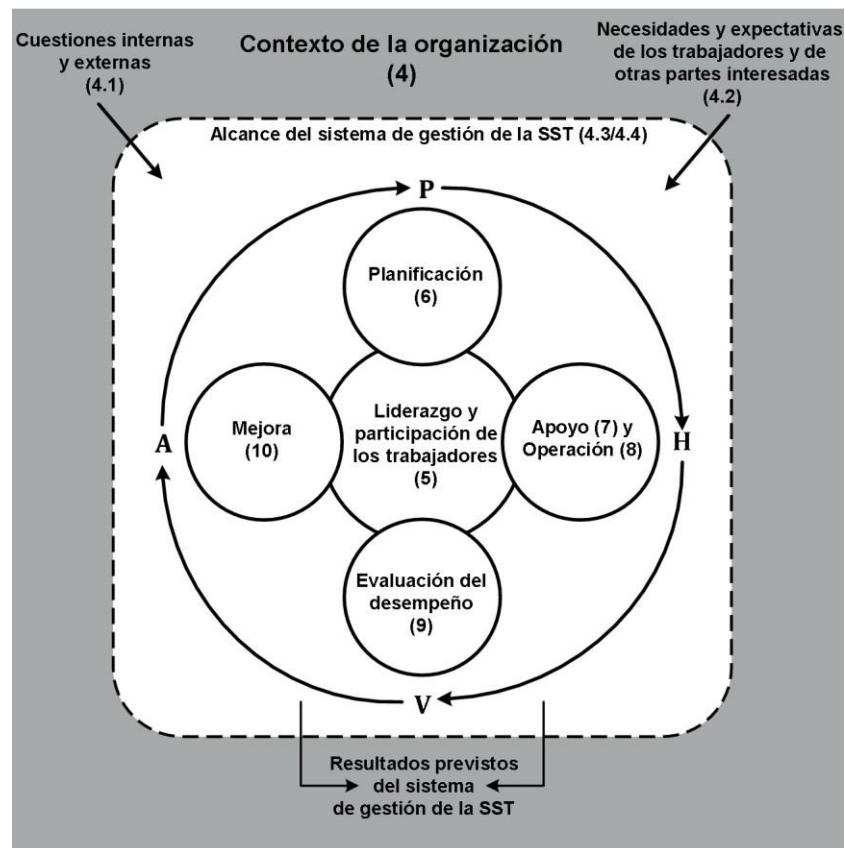 Cuestiones internas
y externas
(4.1)
Contexto de la organización
(4)
Necesidades y expectativas
de los trabajadores y de
otras partes interesadas
(4.2)
Alcance del sistema de gestión de la SST (4.3/4.4)
P
Planificación
(6)
A
Mejora
(10)
Liderazgo y
participación de
los trabajadores
(5)
Apoyo (7) y
Operación (8)
H
Evaluación del
desempeño
(9)
V
Resultados previstos
del sistema
de gestión de la SST